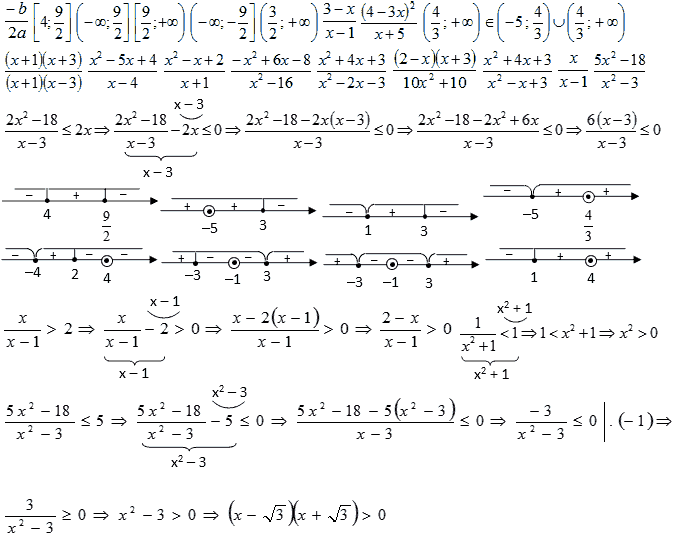 -b/2a [4; 9/2] (-∞; 9/2) [9/2; +∞) (-∞; -9/2) (3/2; +∞) 3-x/x-1 (4-3x)²/x+5 (4/3; +∞) ∈ (-5; 4/3) ∪ (4/3; +∞)
(x+1)(x+3)/(x+1)(x-3) x²-5x+4/x-4 x²-x+2/x+1 -x²+6x-8/x²-16 x²+4x+3/x²-2x-3 (2-x)(x+3)/10x²+10 x²+4x+3/x²-x+3 x/x-1 5x²-18/x²-3
x-3
2x²-18/x-3 ≤ 2x ⇒ 2x²-18/x-3 - 2x ≤ 0 ⇒ 2x²-18-2x(x-3)/x-3 ≤ 0 ⇒ 2x²-18-2x²+6x/x-3 ≤ 0 ⇒ 6(x-3)/x-3 ≤ 0
x-3
- + - - + - - + - - + +
4 9/2 -5 3 1 3 -5 4/3
- + - - + - - + + - + - + - + +
-4 2 4 -3 -1 3 -3 -1 3 1 4
x-1 x²+1
x/x-1 > 2 ⇒ x/x-1 - 2 > 0 ⇒ x-2(x-1)/x-1 > 0 ⇒ 2-x/x-1 > 0 1/x²+1 < 1 ⇒ 1 < x²+1 ⇒ x² > 0
x-1 x²+1
x²-3
5x²-18/x²-3 ≤ 5 ⇒ 5x²-18/x²-3 - 5 ≤ 0 ⇒ 5x²-18-5(x²-3)/x-3 ≤ 0 ⇒ -3/x²-3 ≤ 0 | . (-1) ⇒
x²-3
3/x²-3 ≥ 0 ⇒ x²-3 > 0 ⇒ (x-√3)(x+√3) > 0